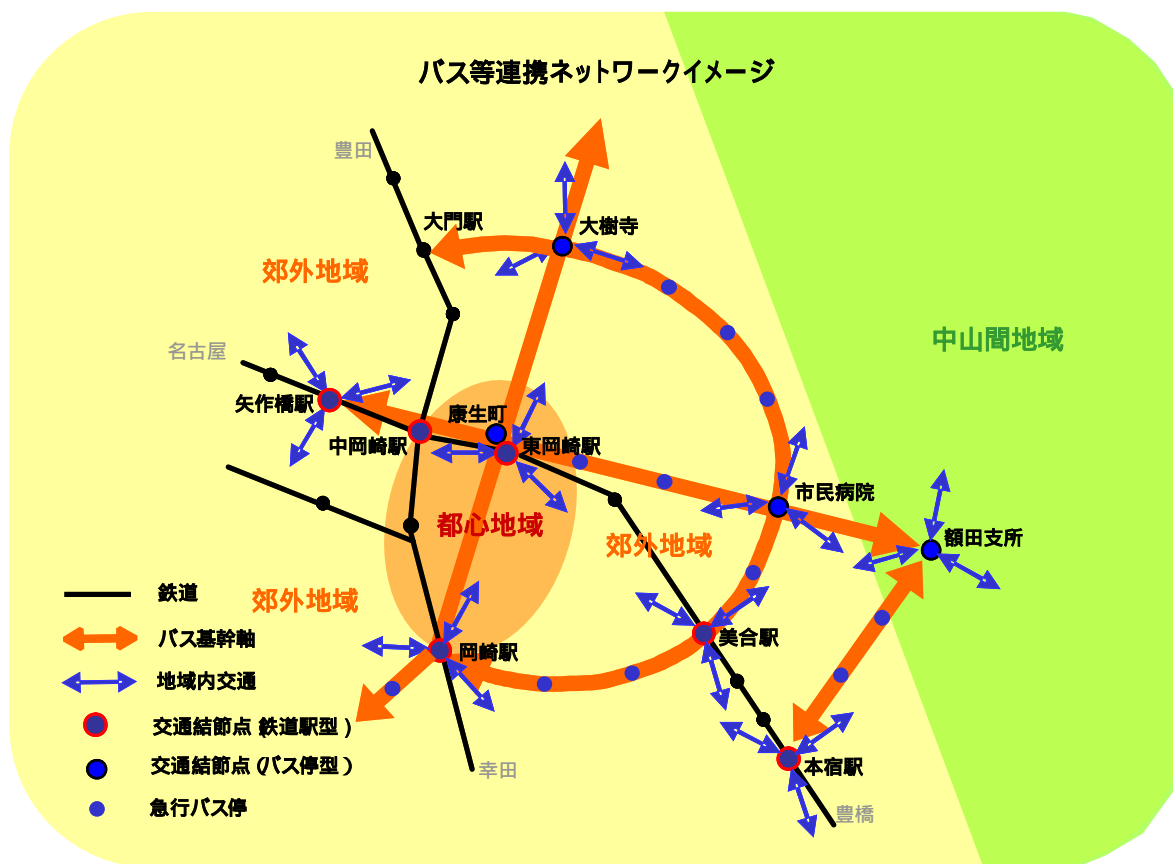 バス等連携ネットワークイメージ
豊田
大門駅
大樹寺
郊外地域
中山間地域
名古屋
矢作橋駅
康生町
中岡崎駅
東岡崎駅
市民病院
都心地域
額田支所
郊外地域
郊外地域
岡崎駅
美合駅
本宿駅
幸田
豊橋
鉄道
バス基幹軸
地域内交通
交通結節点(鉄道駅型)
交通結節点(バス停型)
急行バス停